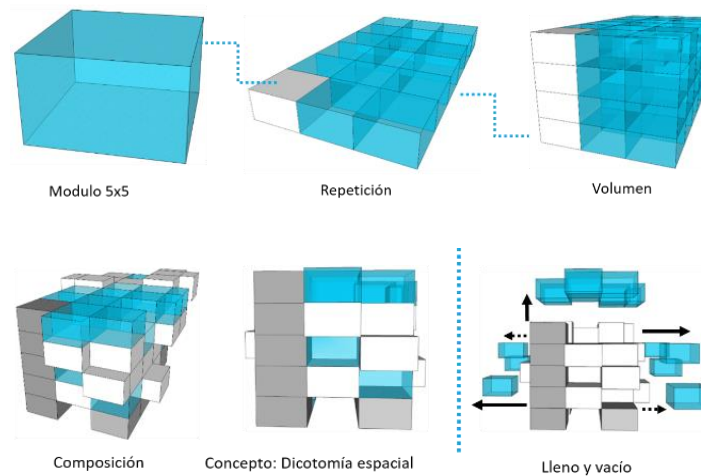 Modulo 5x5
Repetición
Volumen
Composición
Concepto: Dicotomía espacial
Lleno y vacío